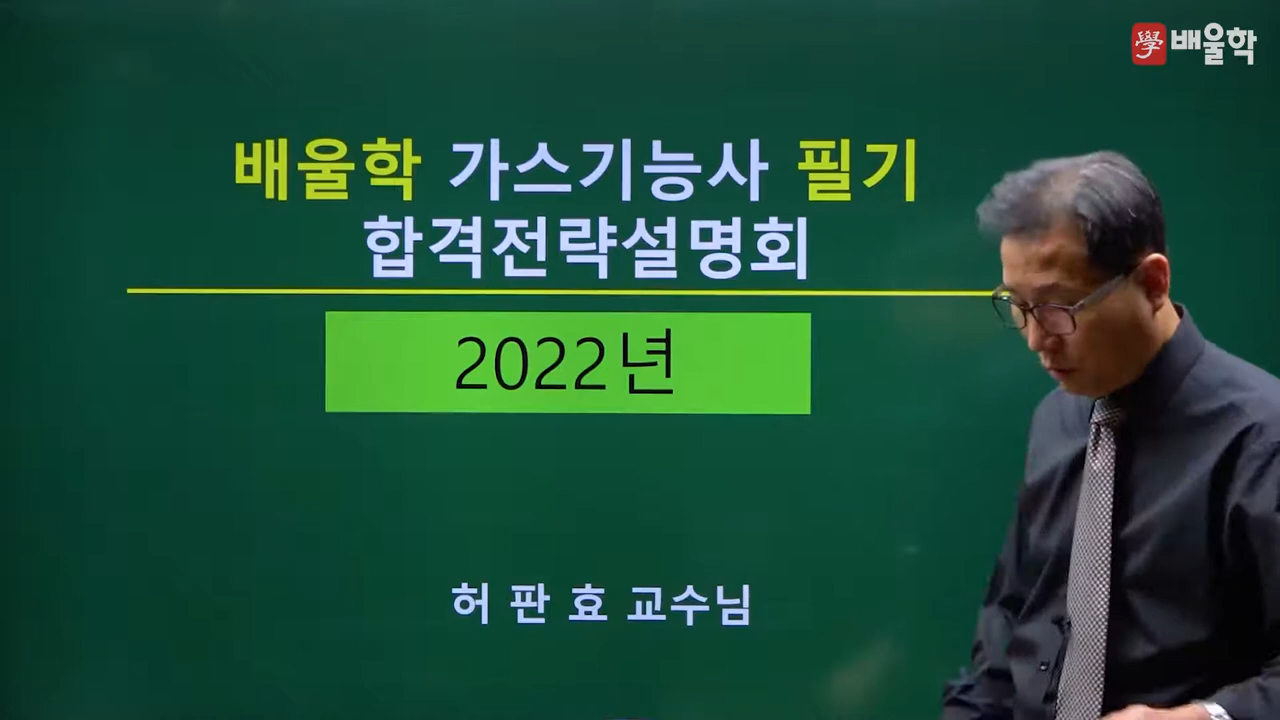 學 배울학
배울학 가스기능사 필기
합격전략설명회
2022년
허 판 효 교수님